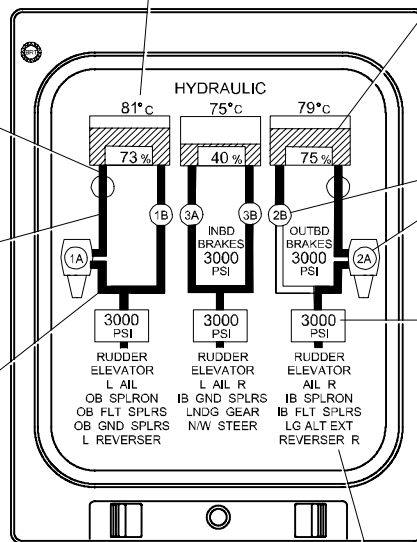 BRT
HYDRAULIC
81°C 75°C 79°C
73 % 40 % 75 %
1B 3A 3B 2B
INBD OUTBD
BRAKES BRAKES
3000 3000
PSI PSI
1A 2A
3000 3000 3000
PSI PSI PSI
RUDDER
ELEVATOR
L AIL
OB SPLRON
OB FLT SPLRS
OB GND SPLRS
L REVERSER
RUDDER
ELEVATOR
L AIL R
IB GND SPLRS
LNDG GEAR
N/W STEER
RUDDER
ELEVATOR
AIL R
IB SPLRON
IB FLT SPLRS
LG ALT EXT
REVERSER R